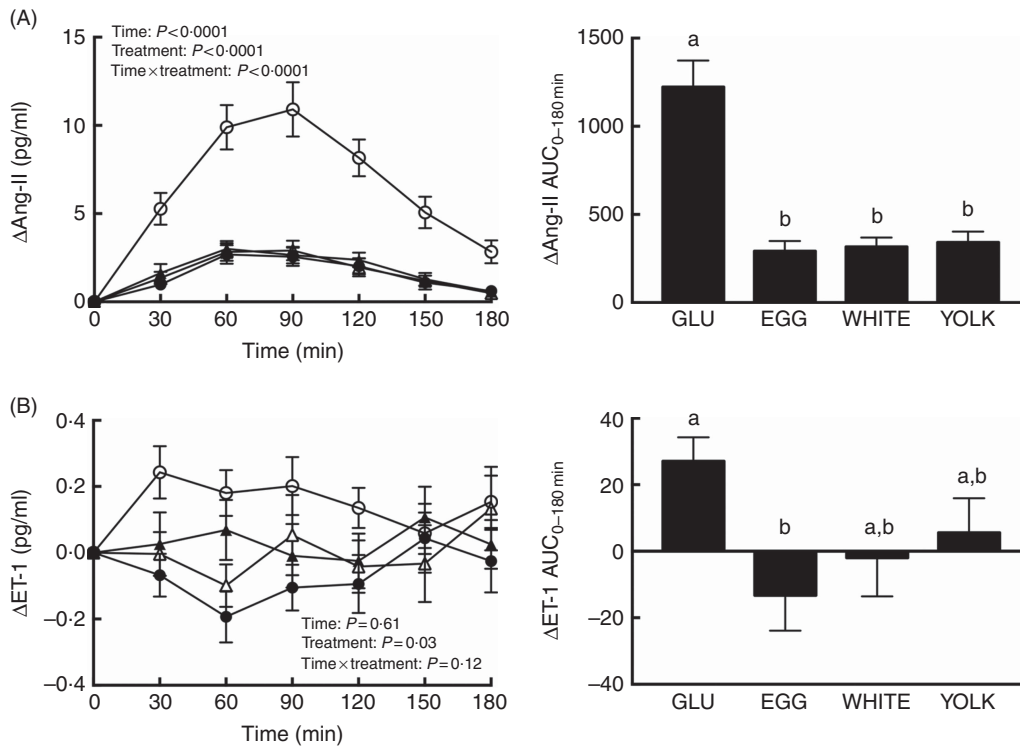 (A)
Time: P<0·0001
Treatment: P<0·0001
Time×treatment: P<0·0001
ΔAng-II (pg/ml)
15
10
5
0
0 30 60 90 120 150 180
Time (min)
ΔAng-II AUC0–180 min
1500
1000
500
0
a
b
b
b
GLU EGG WHITE YOLK
(B)
ΔET-1 (pg/ml)
0·4
0·2
0·0
–0·2
–0·4
Time: P=0·61
Treatment: P=0·03
Time×treatment: P=0·12
0 30 60 90 120 150 180
Time (min)
ΔET-1 AUC0–180 min
40
20
0
–20
–40
a
b
a,b
a,b
GLU EGG WHITE YOLK